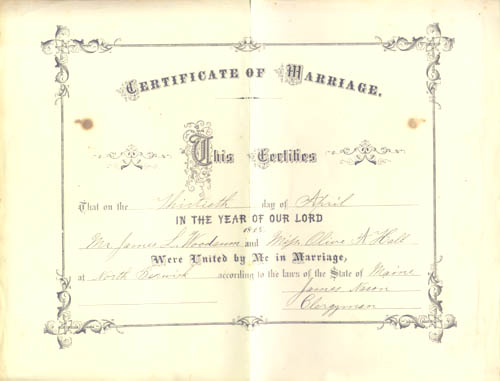 CERTIFICATE OF MARRIAGE.
This Certifies
That on the Thirtieth day of April
IN THE YEAR OF OUR LORD
Mr James L. and Miss Olive A Hall
Were United by Me in Marriage,
at North Berwick according to the laws of the State of Maine
James
Clergyman